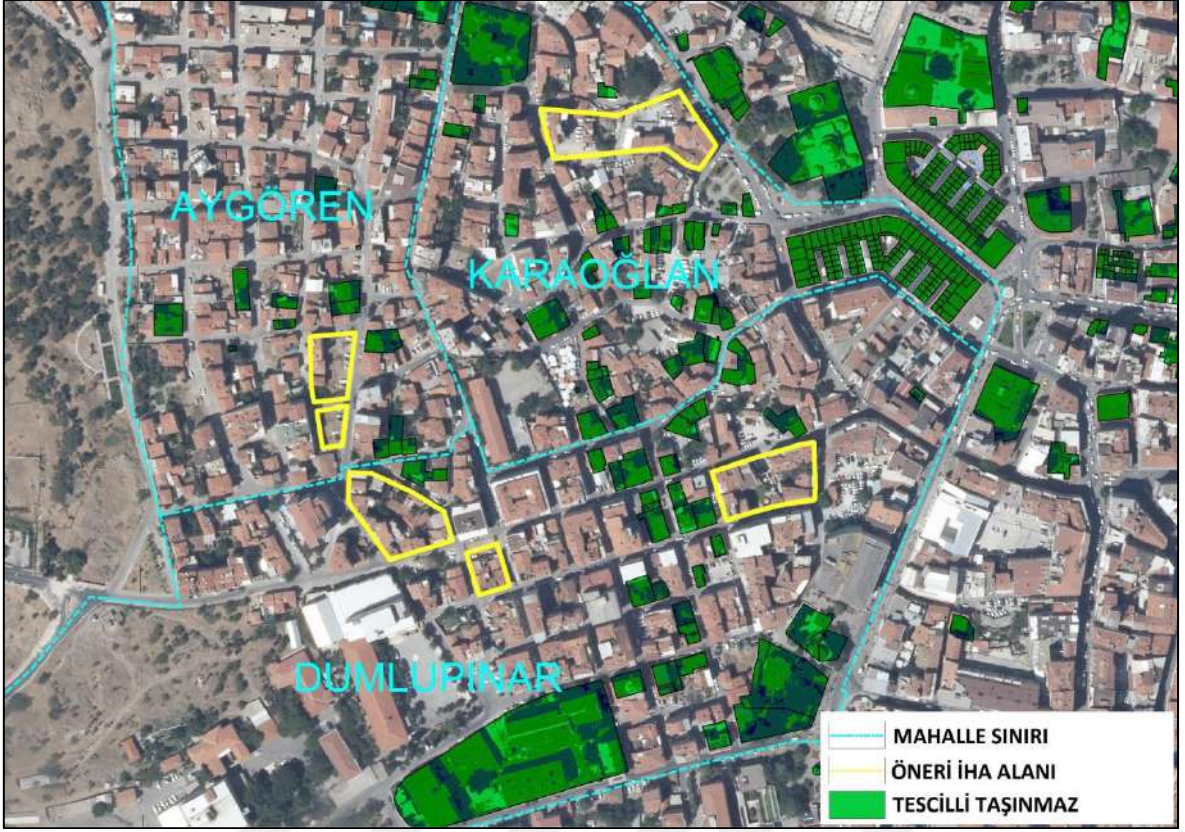 AYGÖREN
KARAOĞLAN
DUMLUPINAR
MAHALLE SINIRI
ÖNERİ İHA ALANI
TESCİLLİ TAŞINMAZ